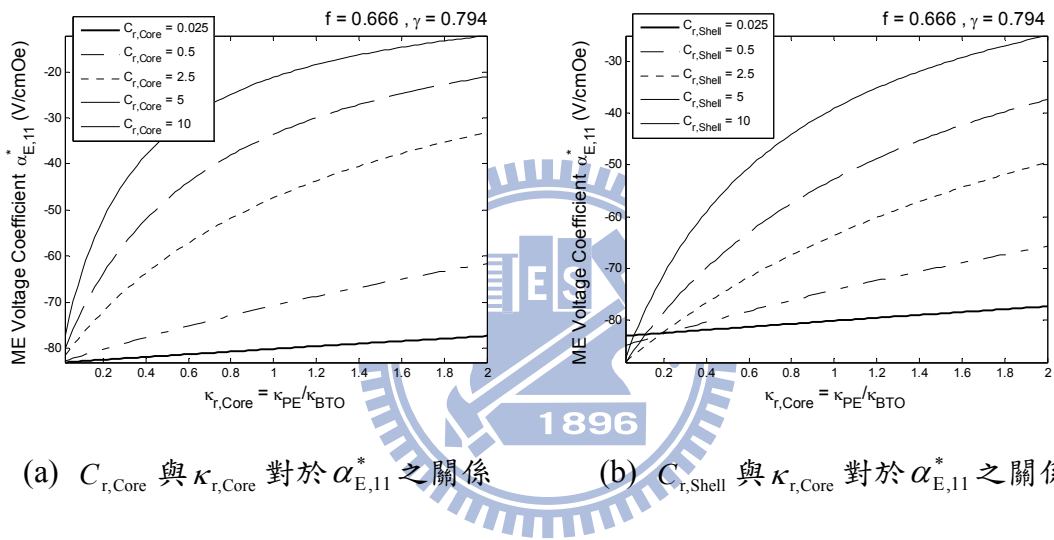 f = 0.666 , γ = 0.794
C_r,Core = 0.025
C_r,Core = 0.5
C_r,Core = 2.5
C_r,Core = 5
C_r,Core = 10
ME Voltage Coefficient α*_E,11 (V/cmOe)
-20
-30
-40
-50
-60
-70
-80
0.2 0.4 0.6 0.8 1 1.2 1.4 1.6 1.8 2
κ_r,Core = κ_PE/κ_BTO
f = 0.666 , γ = 0.794
C_r,Shell = 0.025
C_r,Shell = 0.5
C_r,Shell = 2.5
C_r,Shell = 5
C_r,Shell = 10
ME Voltage Coefficient α*_E,11 (V/cmOe)
-30
-40
-50
-60
-70
-80
0.2 0.4 0.6 0.8 1 1.2 1.4 1.6 1.8 2
κ_r,Core = κ_PE/κ_BTO
ES
1896
(a) C_r,Core 與 κ_r,Core 對於 α*_E,11 之關係
(b) C_r,Shell 與 κ_r,Core 對於 α*_E,11 之關係